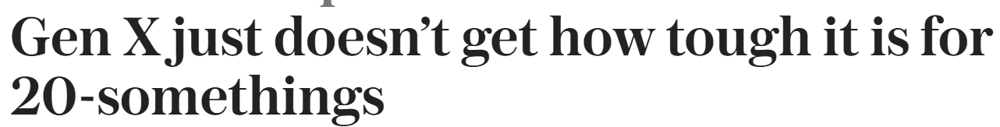 Gen X just doesn’t get how tough it is for
20-somethings